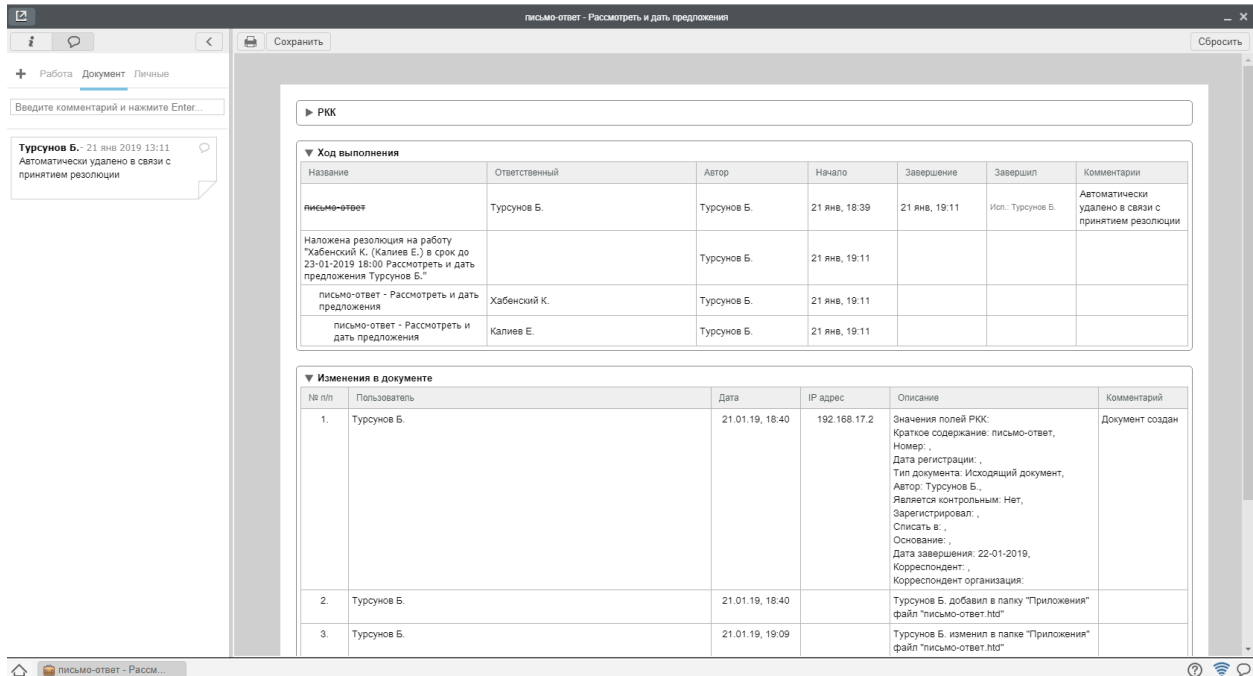 письмо-ответ - Рассмотреть и дать предложения
Сохранить
Сбросить
Работа Документ Личные
Введите комментарий и нажмите Enter...
Турсунов Б.- 21 янв 2019 13:11
Автоматически удалено в связи с
принятием резолюции
РКК
Ход выполнения
Название Ответственный Автор Начало Завершение Завершил Комментарии
письмо-ответ Турсунов Б. Турсунов Б. 21 янв, 18:39 21 янв, 19:11 Исп.: Турсунов Б. Автоматически
удалено в связи с
принятием резолюции
Наложена резолюция на работу
"Хабенский К. (Калиев Е.) в срок до
23-01-2019 18:00 Рассмотреть и дать
предложения Турсунов Б."
Турсунов Б. 21 янв, 19:11
письмо-ответ - Рассмотреть и дать
предложения
Хабенский К. Турсунов Б. 21 янв, 19:11
письмо-ответ - Рассмотреть и
дать предложения
Калиев Е. Турсунов Б. 21 янв, 19:11
Изменения в документе
№ п/п Пользователь Дата IP адрес Описание Комментарий
1. Турсунов Б. 21.01.19, 18:40 192.168.17.2 Значения полей РКК: Документ создан
Краткое содержание: письмо-ответ,
Номер: ,
Дата регистрации: ,
Тип документа: Исходящий документ,
Автор: Турсунов Б.,
Является контрольным: Нет,
Зарегистрировал: ,
Списать в: ,
Основание: ,
Дата завершения: 22-01-2019,
Корреспондент: ,
Корреспондент организация:
2. Турсунов Б. 21.01.19, 18:40 Турсунов Б. добавил в папку "Приложения"
файл "письмо-ответ.htd"
3. Турсунов Б. 21.01.19, 19:09 Турсунов Б. изменил в папке "Приложения"
файл "письмо-ответ.htd"
письмо-ответ - Рассм...